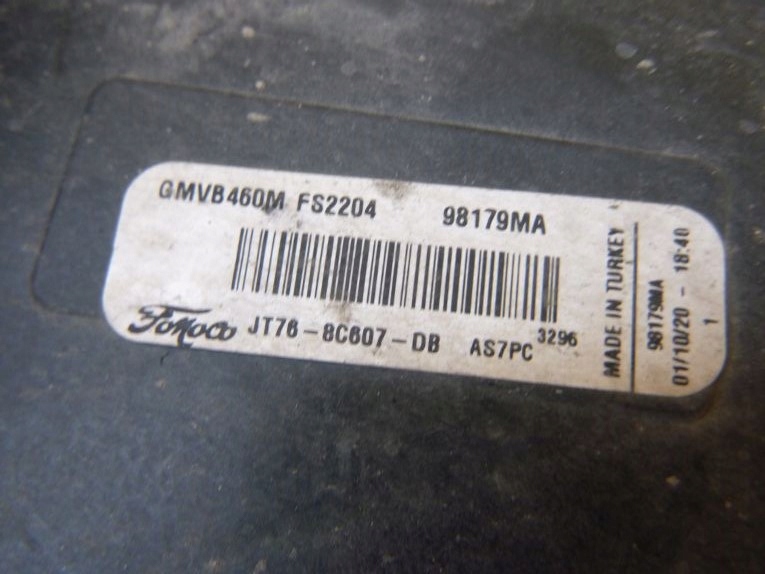 GMVB460M FS2204 98179MA
FoMoCo JT76-8C607-DB AS7PC 3296
MADE IN TURKEY
98179MA
01/10/20 - 18:40
1